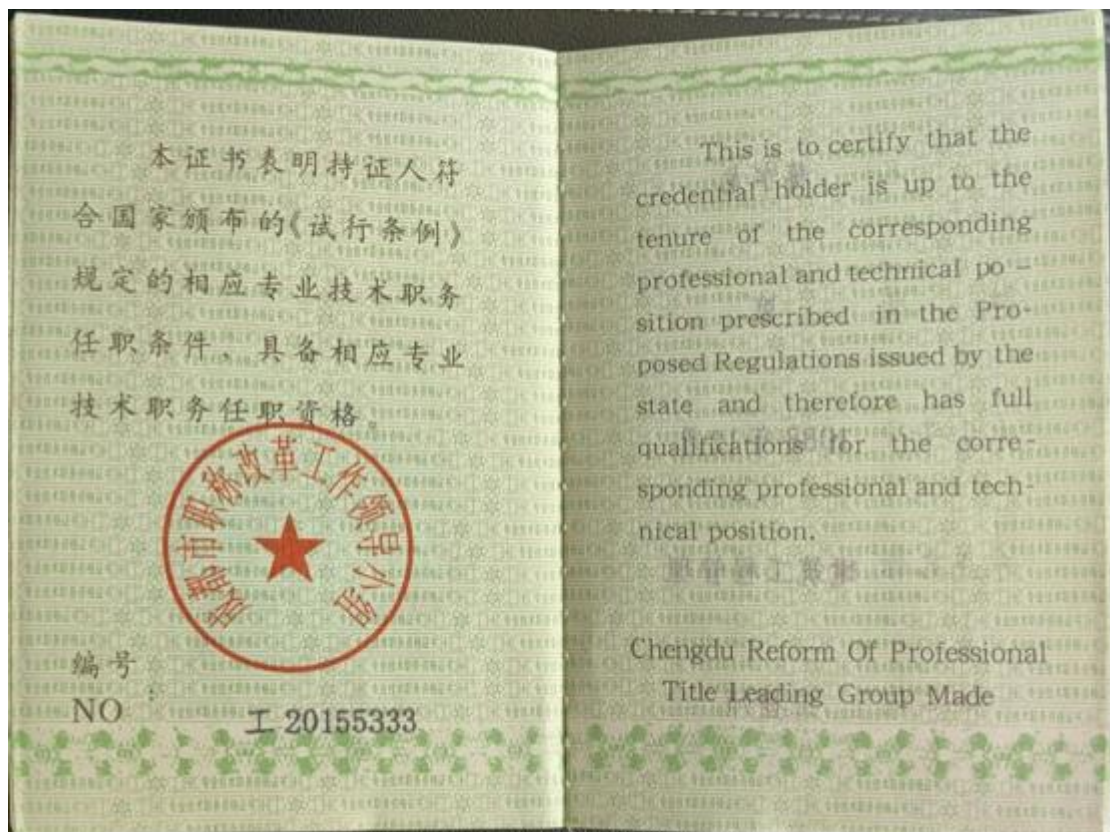 本证书表明持证人符
合国家颁布的《试行条例》
规定的相应专业技术职务
任职条件、具备相应专业
技术职务任职资格。
成都市职称改革工作领导小组
编号:
NO
工 20155333
This is to certify that the
credential holder is up to the
tenure of the corresponding
professional and technical po-
sition prescribed in the Pro-
posed Regulations issued by the
state and therefore has full
qualifications for the corre-
sponding professional and tech-
nical position.
Chengdu Reform Of Professional
Title Leading Group Made